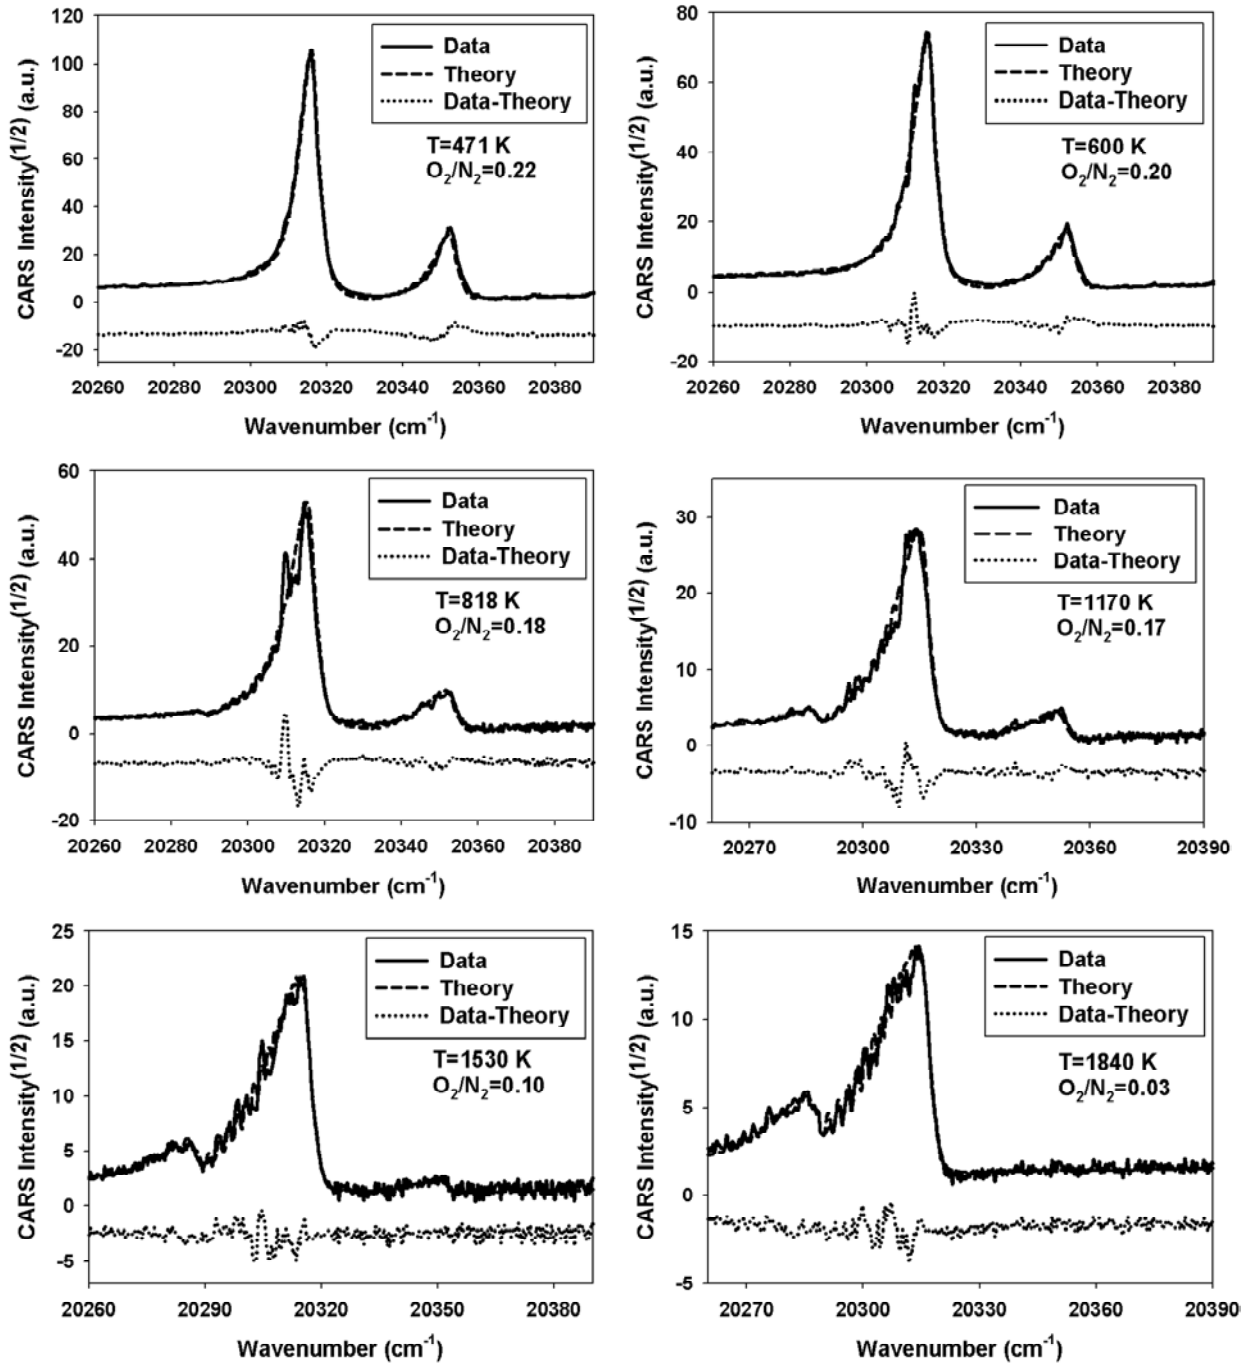 120
100
80
60
40
20
0
-20
CARS Intensity(1/2) (a.u.)
Data
Theory
Data-Theory
T=471 K
O2/N2=0.22
20260 20280 20300 20320 20340 20360 20380
Wavenumber (cm-1)
80
60
40
20
0
-20
CARS Intensity(1/2) (a.u.)
Data
Theory
Data-Theory
T=600 K
O2/N2=0.20
20260 20280 20300 20320 20340 20360 20380
Wavenumber (cm-1)
60
40
20
0
-20
CARS Intensity(1/2) (a.u.)
Data
Theory
Data-Theory
T=818 K
O2/N2=0.18
20260 20280 20300 20320 20340 20360 20380
Wavenumber (cm-1)
30
20
10
0
-10
CARS Intensity(1/2) (a.u.)
Data
Theory
Data-Theory
T=1170 K
O2/N2=0.17
20270 20300 20330 20360 20390
Wavenumber (cm-1)
25
20
15
10
5
0
-5
CARS Intensity(1/2) (a.u.)
Data
Theory
Data-Theory
T=1530 K
O2/N2=0.10
20260 20290 20320 20350 20380
Wavenumber (cm-1)
15
10
5
0
-5
CARS Intensity(1/2) (a.u.)
Data
Theory
Data-Theory
T=1840 K
O2/N2=0.03
20270 20300 20330 20360 20390
Wavenumber (cm-1)